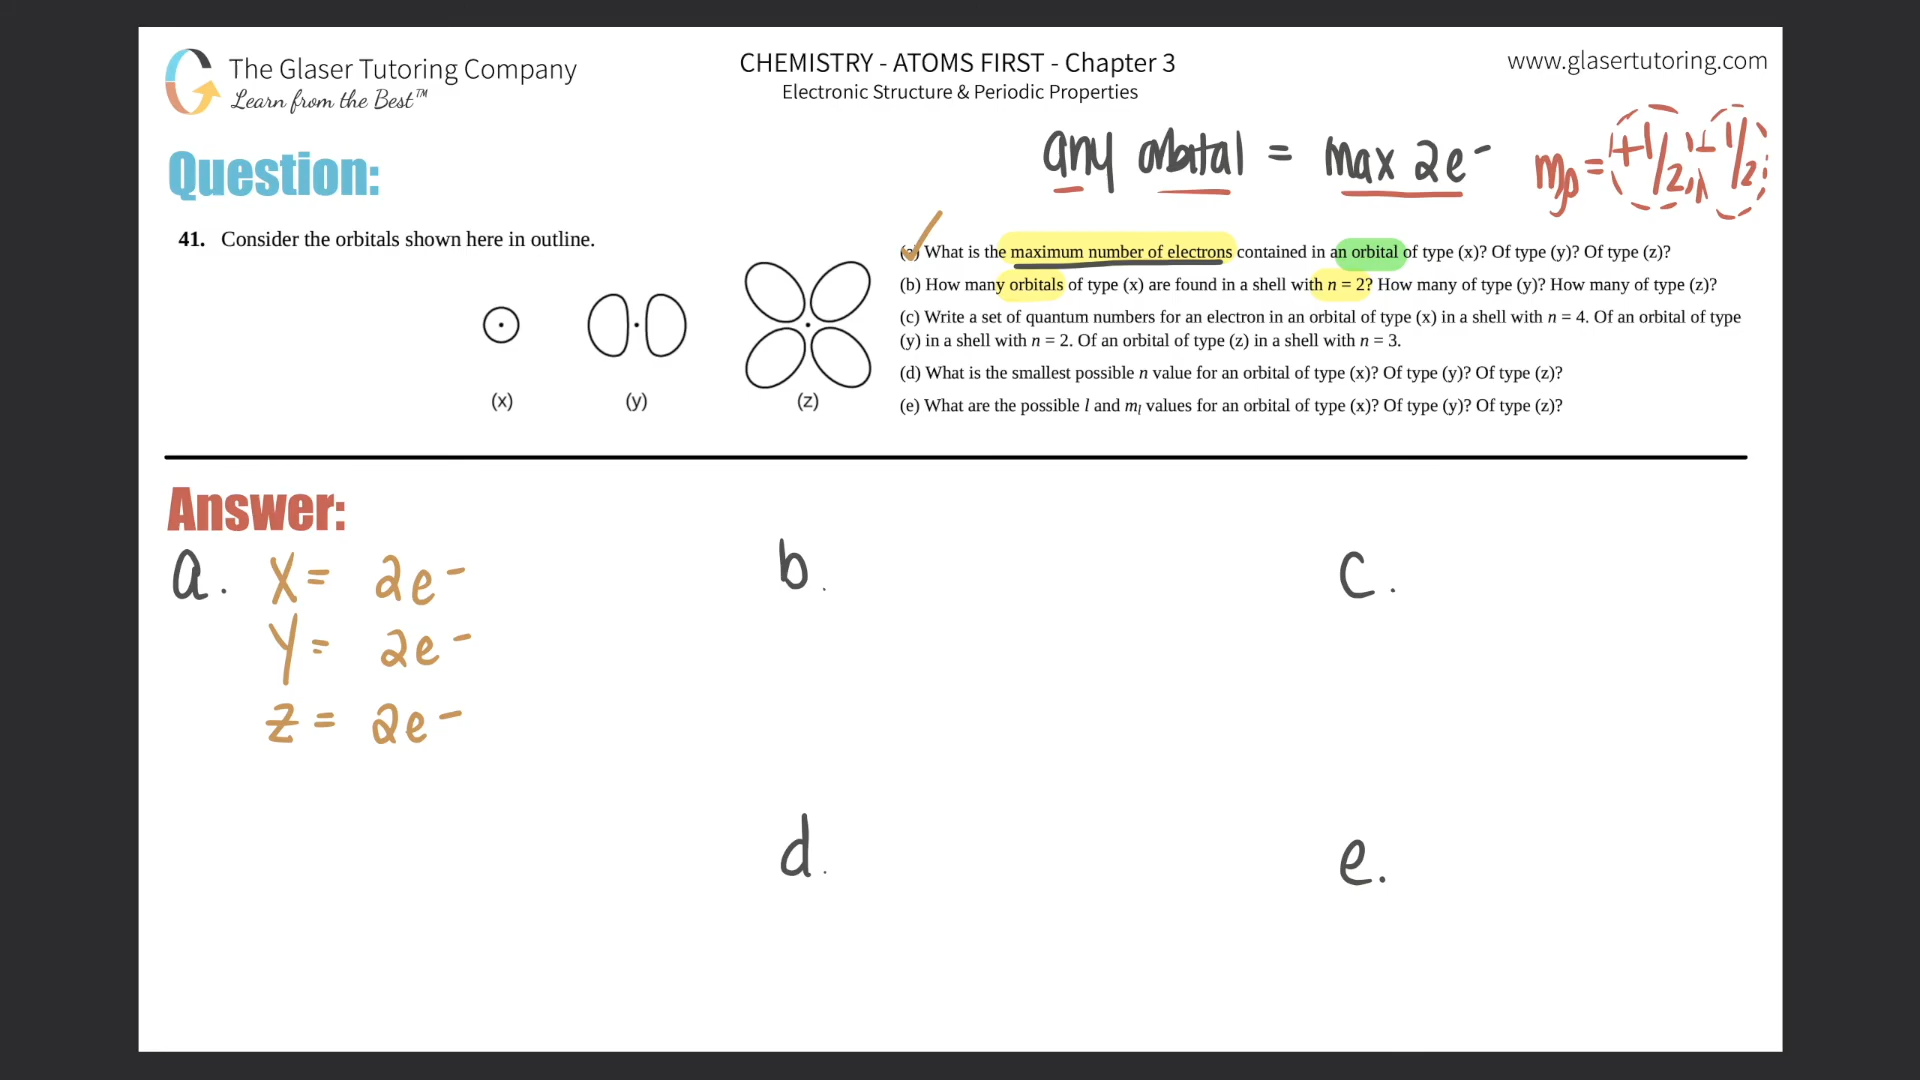 The Glaser Tutoring Company
Learn from the Best™
CHEMISTRY - ATOMS FIRST - Chapter 3
Electronic Structure & Periodic Properties
www.glasertutoring.com
any orbital = max 2e⁻
+1/2, -1/2
Question:
41. Consider the orbitals shown here in outline.
(x)
(y)
(z)
(a) What is the maximum number of electrons contained in an orbital of type (x)? Of type (y)? Of type (z)?
(b) How many orbitals of type (x) are found in a shell with n = 2? How many of type (y)? How many of type (z)?
(c) Write a set of quantum numbers for an electron in an orbital of type (x) in a shell with n = 4. Of an orbital of type
(y) in a shell with n = 2. Of an orbital of type (z) in a shell with n = 3.
(d) What is the smallest possible n value for an orbital of type (x)? Of type (y)? Of type (z)?
(e) What are the possible l and mₗ values for an orbital of type (x)? Of type (y)? Of type (z)?
Answer:
a. X = 2e⁻
y = 2e⁻
z = 2e⁻
b.
c.
d.
e.